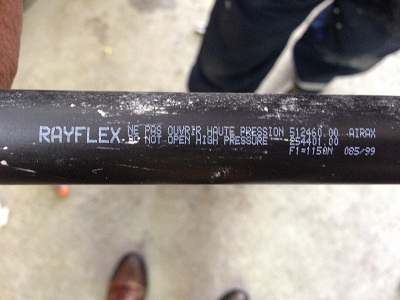 RAYFLEX NE PAS OUVRIR HAUTE PRESSION 512460.00 AIRAX
DO NOT OPEN HIGH PRESSURE 254401.00
F1=1150N 085/99